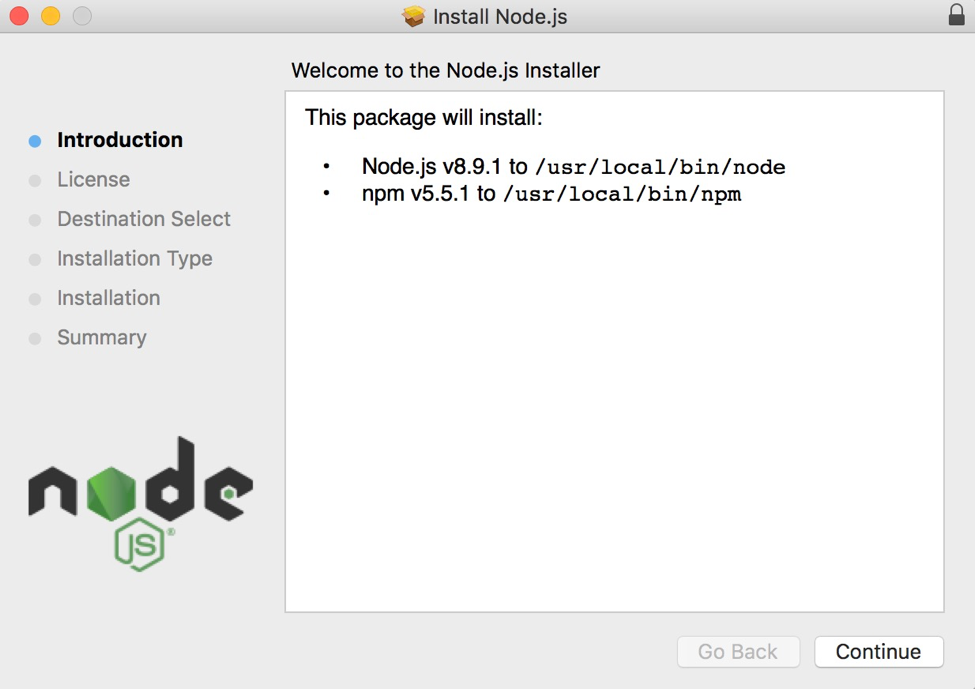 Install Node.js
Welcome to the Node.js Installer
Introduction
License
Destination Select
Installation Type
Installation
Summary
This package will install:
• Node.js v8.9.1 to /usr/local/bin/node
• npm v5.5.1 to /usr/local/bin/npm
node
JS®
Go Back
Continue